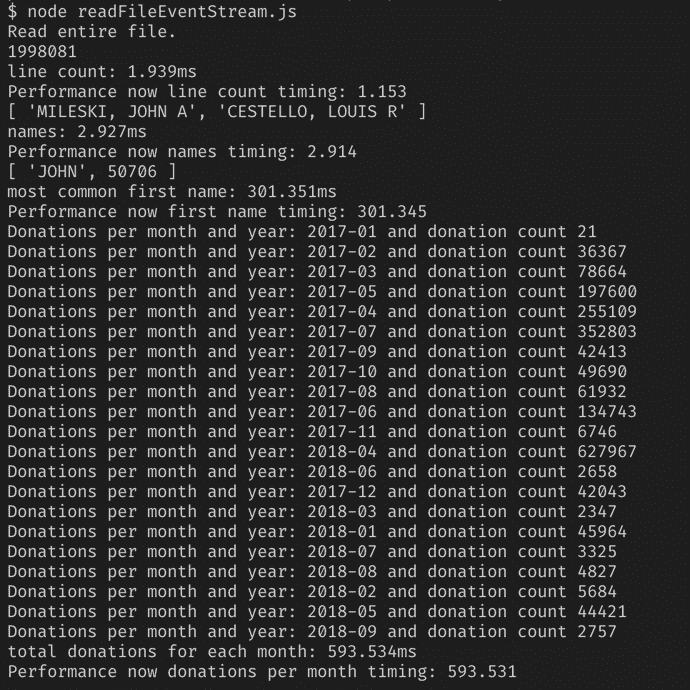 $ node readFileEventStream.js
Read entire file.
1998081
line count: 1.939ms
Performance now line count timing: 1.153
[ 'MILESKI, JOHN A', 'CESTELLO, LOUIS R' ]
names: 2.927ms
Performance now names timing: 2.914
[ 'JOHN', 50706 ]
most common first name: 301.351ms
Performance now first name timing: 301.345
Donations per month and year: 2017-01 and donation count 21
Donations per month and year: 2017-02 and donation count 36367
Donations per month and year: 2017-03 and donation count 78664
Donations per month and year: 2017-05 and donation count 197600
Donations per month and year: 2017-04 and donation count 255109
Donations per month and year: 2017-07 and donation count 352803
Donations per month and year: 2017-09 and donation count 42413
Donations per month and year: 2017-10 and donation count 49690
Donations per month and year: 2017-08 and donation count 61932
Donations per month and year: 2017-06 and donation count 134743
Donations per month and year: 2017-11 and donation count 6746
Donations per month and year: 2018-04 and donation count 627967
Donations per month and year: 2018-06 and donation count 2658
Donations per month and year: 2017-12 and donation count 42043
Donations per month and year: 2018-03 and donation count 2347
Donations per month and year: 2018-01 and donation count 45964
Donations per month and year: 2018-07 and donation count 3325
Donations per month and year: 2018-08 and donation count 4827
Donations per month and year: 2018-02 and donation count 5684
Donations per month and year: 2018-05 and donation count 44421
Donations per month and year: 2018-09 and donation count 2757
total donations for each month: 593.534ms
Performance now donations per month timing: 593.531